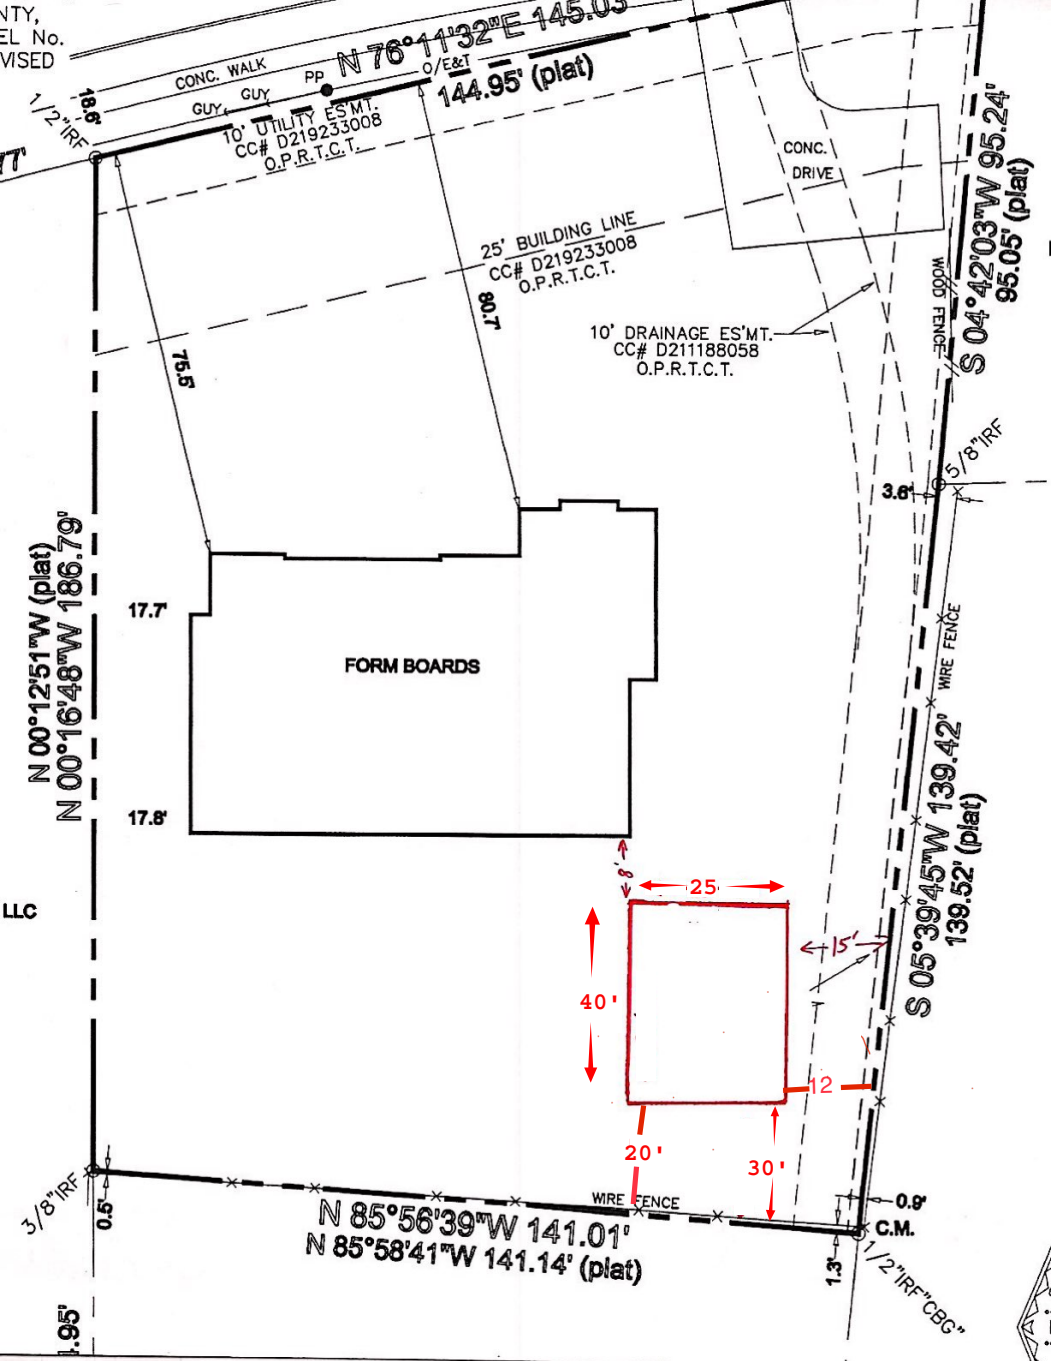 NTY,
EL No.
VISED
CONC. WALK
PP
N 76°11'32"E 145.03'
O/E&T
144.95' (plat)
18.6'
1/2"IRF
GUY
GUY
10' UTILITY ES'MT.
CC# D219233008
O.P.R.T.C.T.
77'
CONC.
DRIVE
S 04°42'03"W 95.24'
95.05' (plat)
25' BUILDING LINE
CC# D219233008
O.P.R.T.C.T.
80.7'
75.5'
WOOD FENCE
10' DRAINAGE ES'MT.
CC# D211188058
O.P.R.T.C.T.
5/8"IRF
3.6'
N 00°12'51"W (plat)
N 00°16'48"W 186.79'
17.7'
FORM BOARDS
WIRE FENCE
17.8'
S 05°39'45"W 139.42'
139.52' (plat)
8'
25
LLC
15'
40'
12
20'
30'
3/8"IRF
0.5'
WIRE FENCE
0.9'
C.M.
N 85°56'39"W 141.01'
N 85°58'41"W 141.14' (plat)
1.3'
1/2"IRF"CBG"
.95'